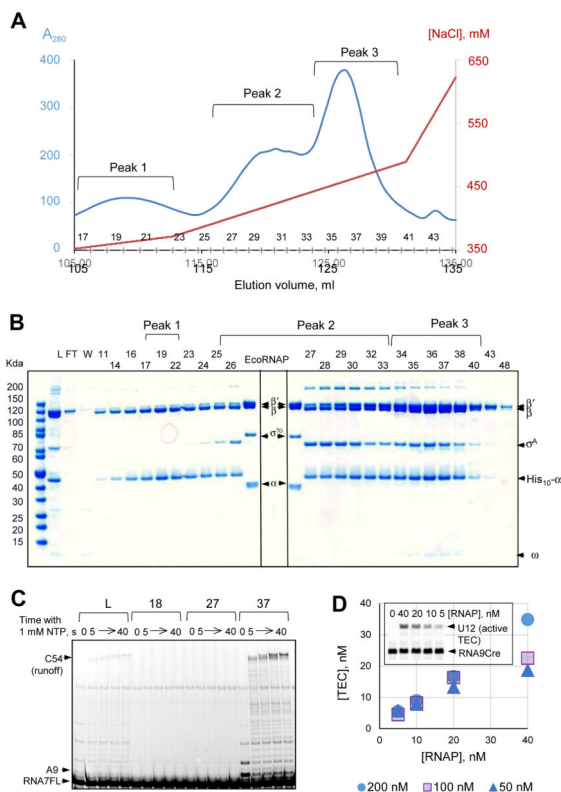 A
A280
[NaCl], mM
400
300
200
100
0
650
550
450
350
Peak 1
Peak 2
Peak 3
17 19 21 23 25 27 29 31 33 35 37 39 41 43
105.00 115.00 125.00 135.00
105 115 125 135
Elution volume, ml
B
Peak 1
Peak 2
Peak 3
L FT W 11 14 16 17 19 22 23 24 25 26 EcoRNAP 27 28 29 30 32 33 34 35 36 37 38 40 43 48
Kda
200
150
120
100
85
70
60
50
40
30
25
20
15
β′
β
σ70
α
β′
β
σA
His10-α
ω
C
L 18 27 37
Time with
1 mM NTP, s
0 5 → 40 0 5 → 40 0 5 → 40 0 5 → 40
C54
(runoff)
A9
RNA7FL
D
[TEC], nM
40
30
20
10
0
0 40 20 10 5 [RNAP], nM
U12 (active
TEC)
RNA9Cre
0 10 20 30 40
[RNAP], nM
200 nM 100 nM 50 nM